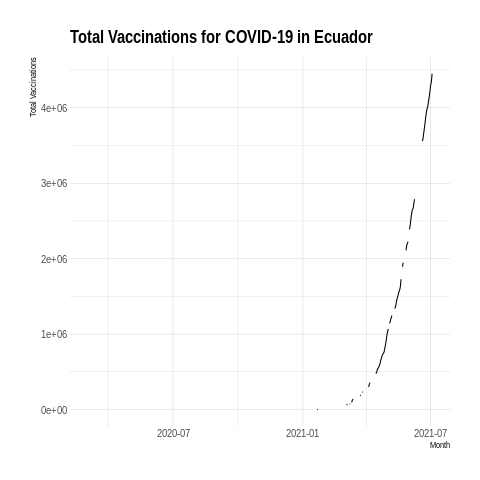 Total Vaccinations for COVID-19 in Ecuador
Total Vaccinations
4e+06
3e+06
2e+06
1e+06
0e+00
2020-07 2021-01 2021-07
Month